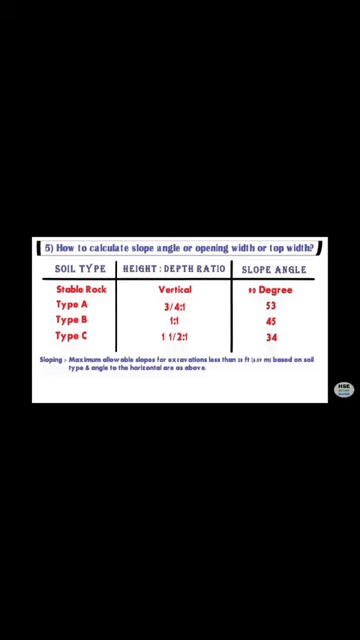 5) How to calculate slope angle or opening width or top width?
SOIL TYPE HEIGHT : DEPTH RATIO SLOPE ANGLE
Stable Rock Vertical 90 Degree
Type A 3/4:1 53
Type B 1:1 45
Type C 1 1/2:1 34
Sloping :- Maximum allowable slopes for excavations less than 20 ft (6.09 m) based on soil
type & angle to the horizontal are as above.
HSE